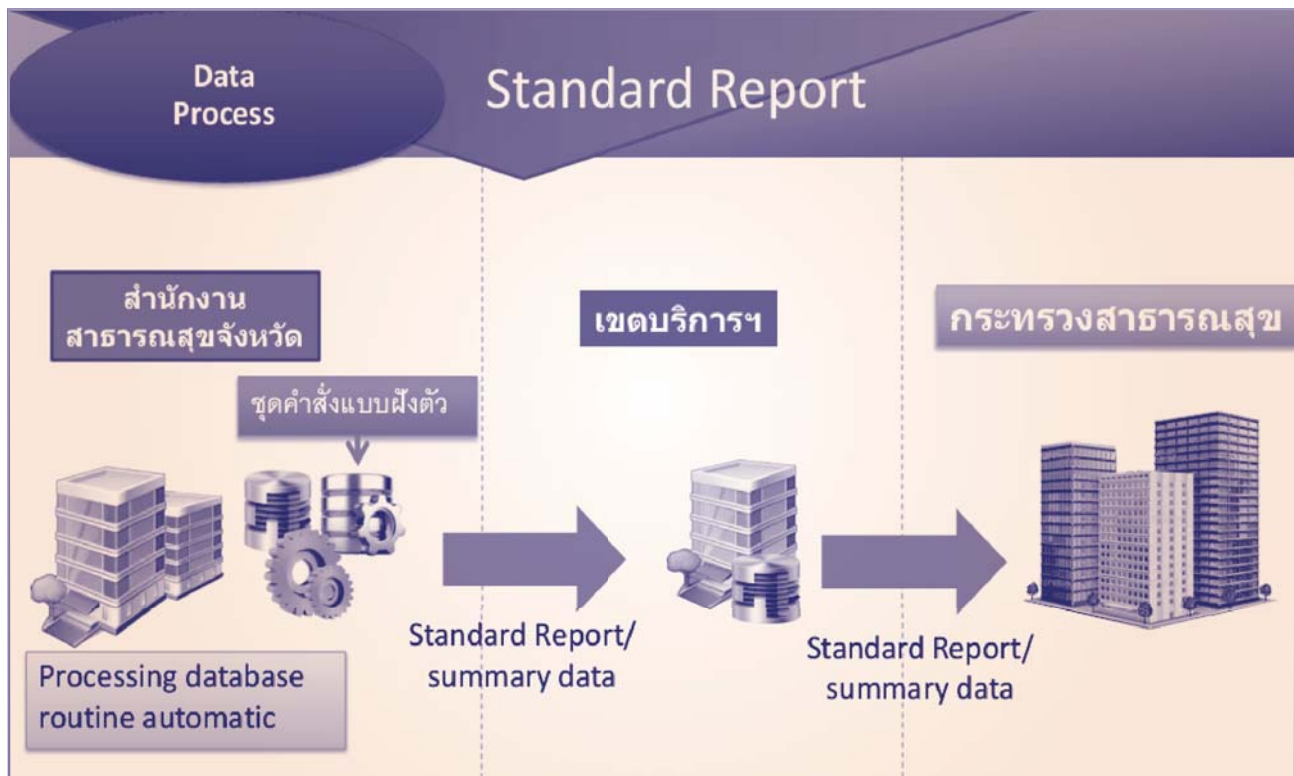 Data
Process
Standard Report
สำนักงาน
สาธารณสุขจังหวัด
ชุดคำสั่งแบบฝังตัว
Processing database
routine automatic
Standard Report/
summary data
เขตบริการฯ
Standard Report/
summary data
กระทรวงสาธารณสุข